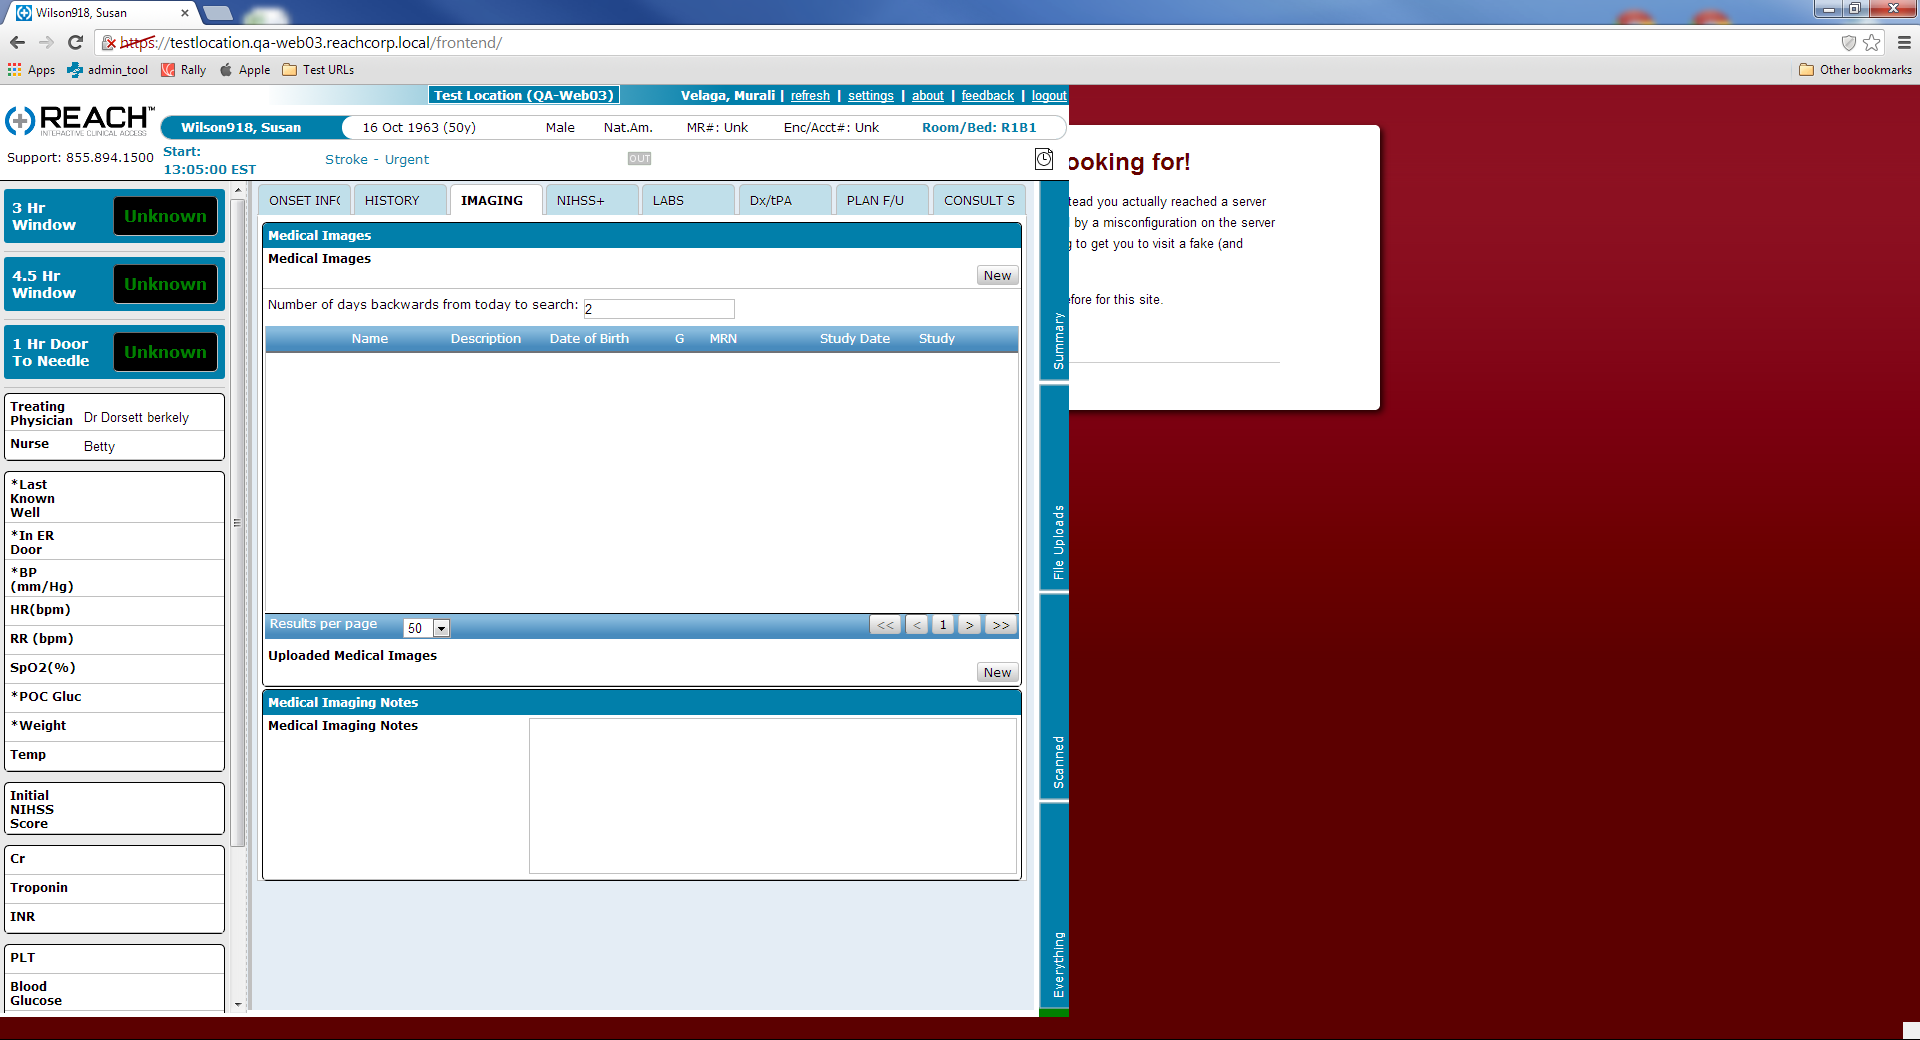 Wilson918, Susan
https://testlocation.qa-web03.reachcorp.local/frontend/
Apps admin_tool Rally Apple Test URLs Other bookmarks
Test Location (QA-Web03) Velaga, Murali | refresh | settings | about | feedback | logout
REACH™
INTERACTIVE CLINICAL ACCESS
Wilson918, Susan 16 Oct 1963 (50y) Male Nat.Am. MR#: Unk Enc/Acct#: Unk Room/Bed: R1B1
Support: 855.894.1500
Start:
13:05:00 EST
Stroke - Urgent
OUT
3 Hr
Window
Unknown
4.5 Hr
Window
Unknown
1 Hr Door
To Needle
Unknown
Treating
Physician Dr Dorsett berkely
Nurse Betty
*Last
Known
Well
*In ER
Door
*BP
(mm/Hg)
HR(bpm)
RR (bpm)
SpO2(%)
*POC Gluc
*Weight
Temp
Initial
NIHSS
Score
Cr
Troponin
INR
PLT
Blood
Glucose
ONSET INFO HISTORY IMAGING NIHSS+ LABS Dx/tPA PLAN F/U CONSULT S
Medical Images
Medical Images
New
Number of days backwards from today to search: 2
Name Description Date of Birth G MRN Study Date Study
Results per page 50 << < 1 > >>
Uploaded Medical Images
New
Medical Imaging Notes
Medical Imaging Notes
Summary
File Uploads
Scanned
Everything
ooking for!
tead you actually reached a server
by a misconfiguration on the server
g to get you to visit a fake (and
efore for this site.